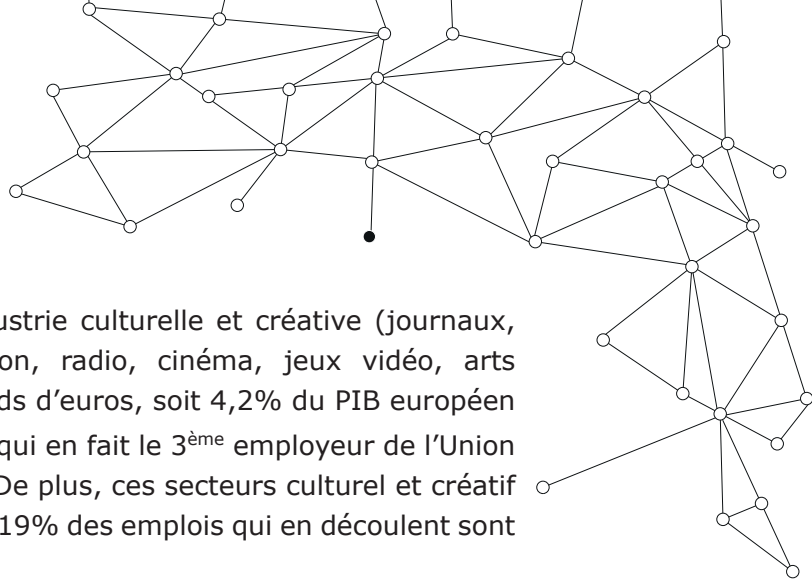 ustrie culturelle et créative (journaux,
on, radio, cinéma, jeux vidéo, arts
ds d'euros, soit 4,2% du PIB européen
qui en fait le 3ème employeur de l'Union
De plus, ces secteurs culturel et créatif
19% des emplois qui en découlent sont